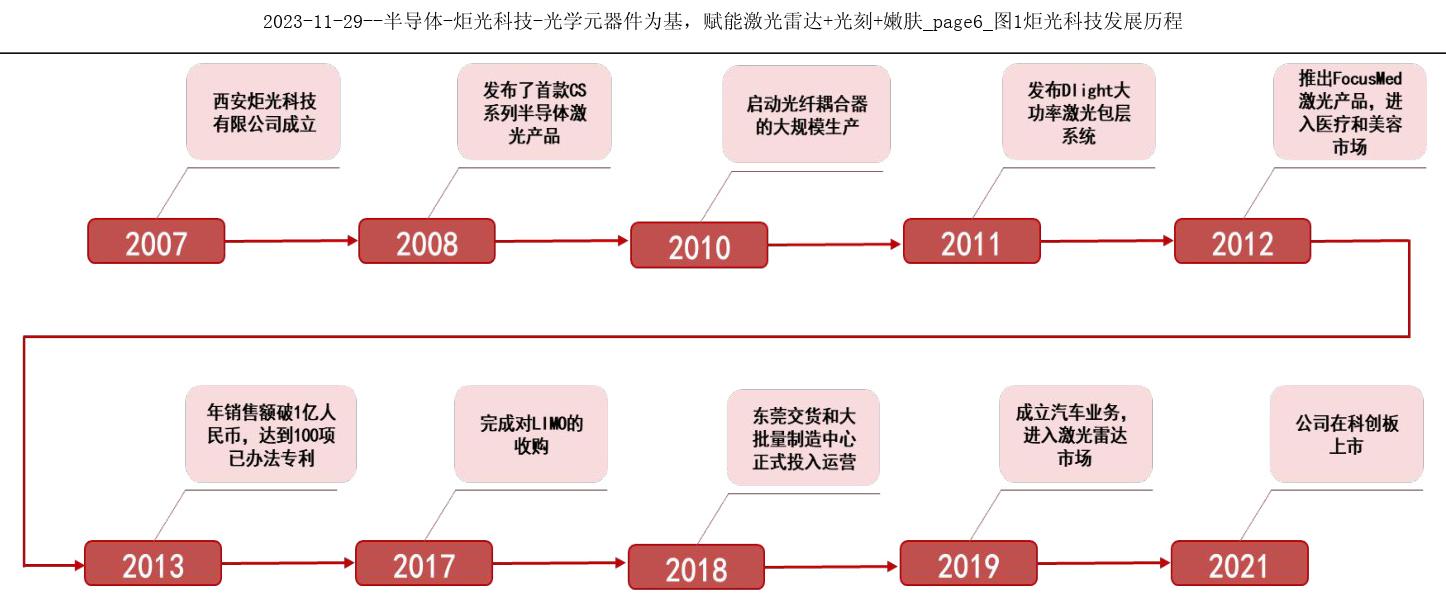 2023-11-29--半导体-炬光科技-光学元器件为基，赋能激光雷达+光刻+嫩肤_page6_图1炬光科技发展历程
西安炬光科技
有限公司成立
2007
发布了首款CS
系列半导体激
光产品
2008
启动光纤耦合器
的大规模生产
2010
发布Dlight大
功率激光包层
系统
2011
推出FocusMed
激光产品，进
入医疗和美容
市场
2012
年销售额破1亿人
民币，达到100项
已办法专利
2013
完成对LIMO的
收购
2017
东莞交货和大
批量制造中心
正式投入运营
2018
成立汽车业务，
进入激光雷达
市场
2019
公司在科创板
上市
2021